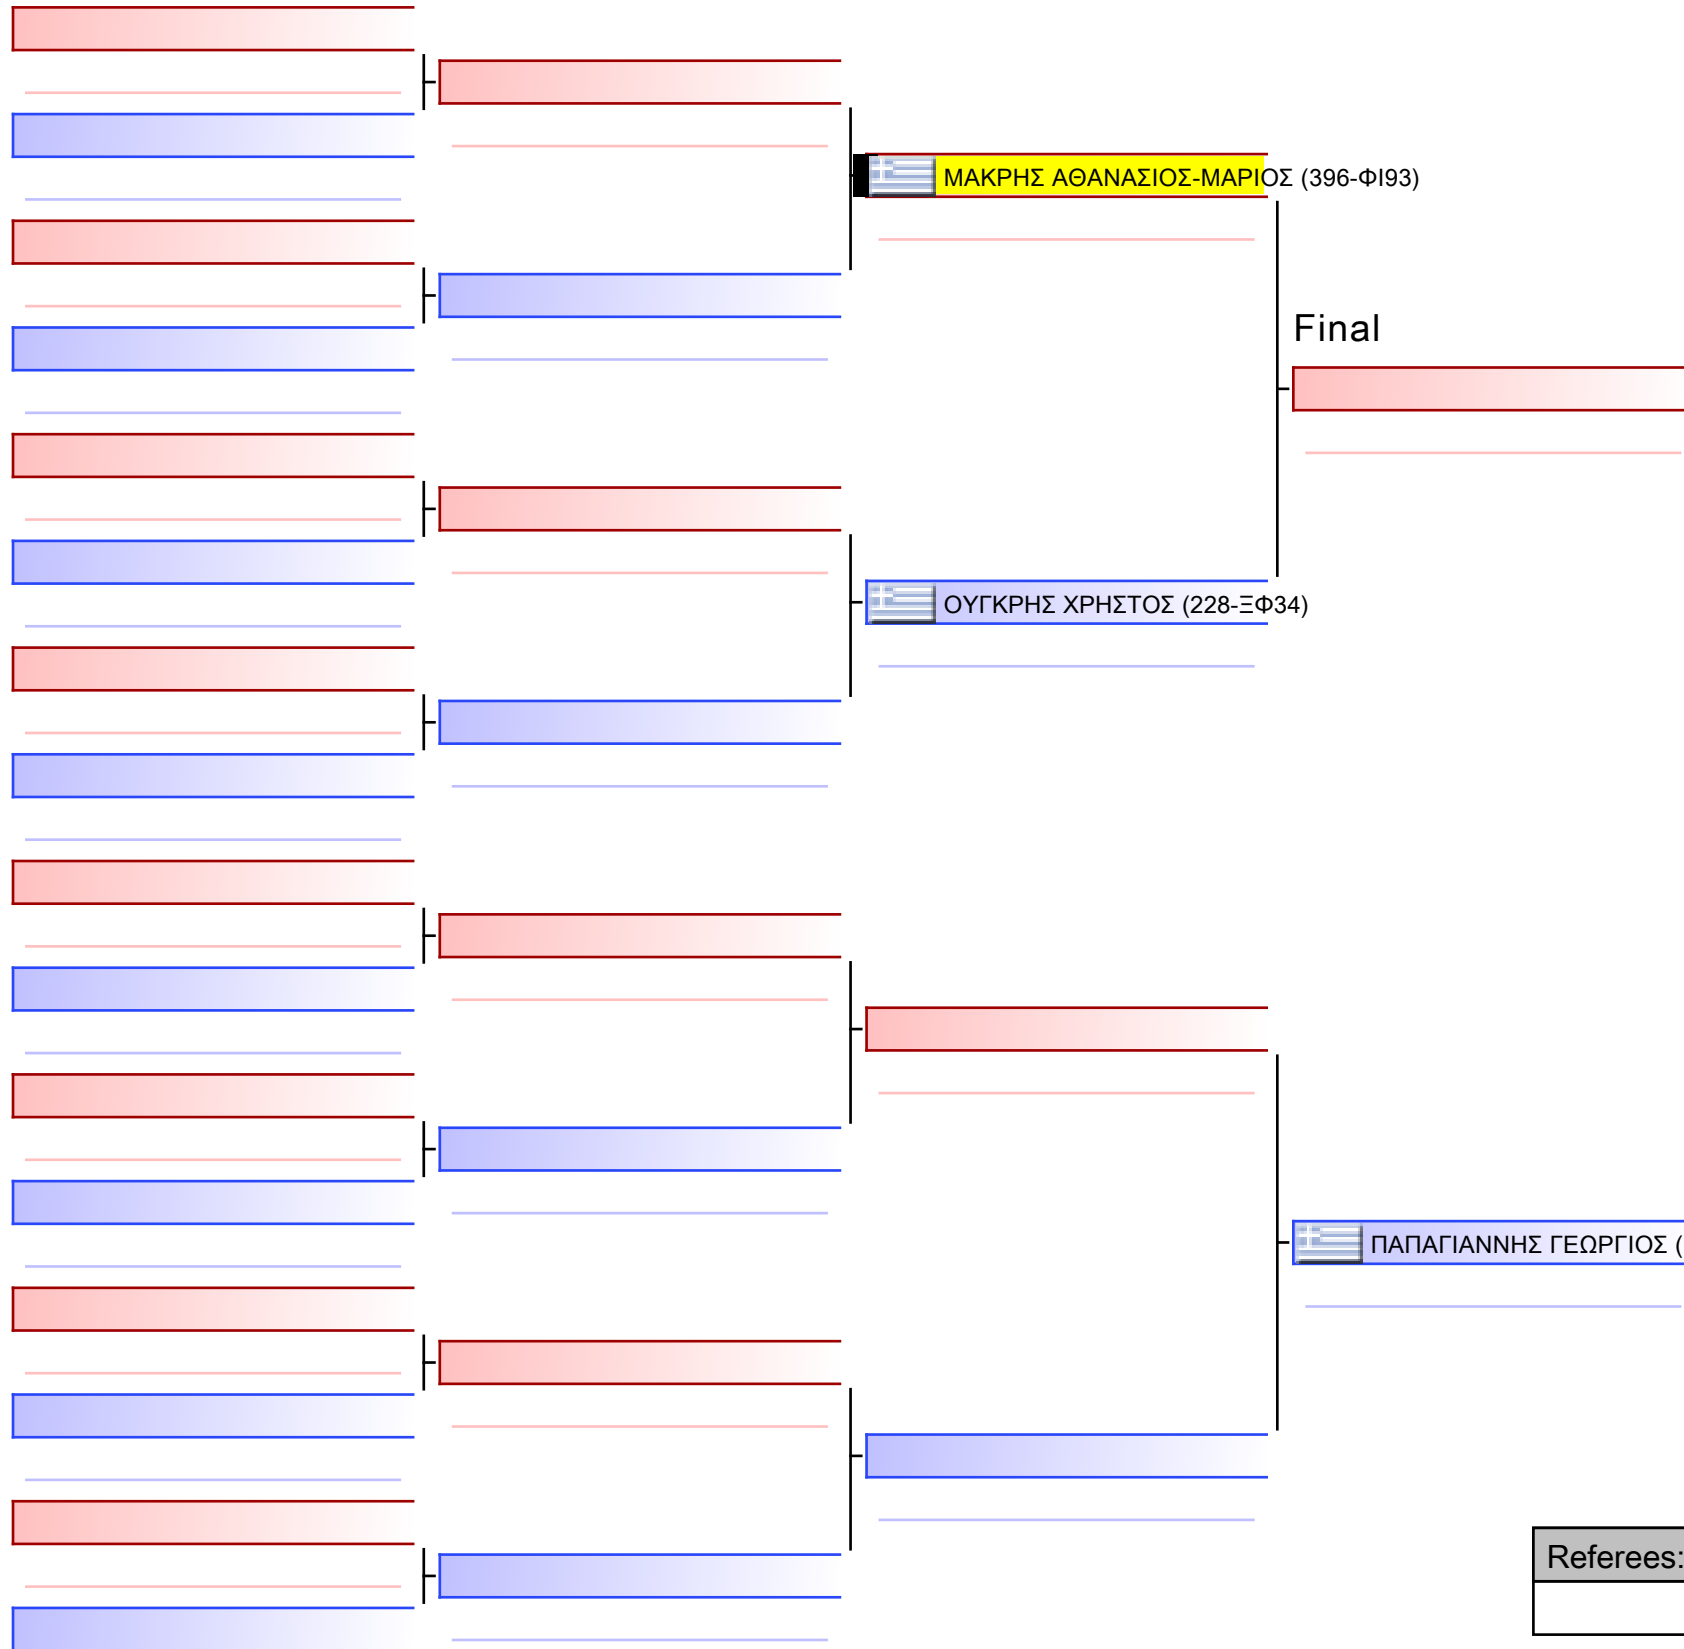 ΜΑΚΡΗΣ ΑΘΑΝΑΣΙΟΣ-ΜΑΡΙΟΣ (396-ΦΙ93)
Final
ΟΥΓΚΡΗΣ ΧΡΗΣΤΟΣ (228-ΞΦ34)
ΠΑΠΑΓΙΑΝΝΗΣ ΓΕΩΡΓΙΟΣ (
Referees: